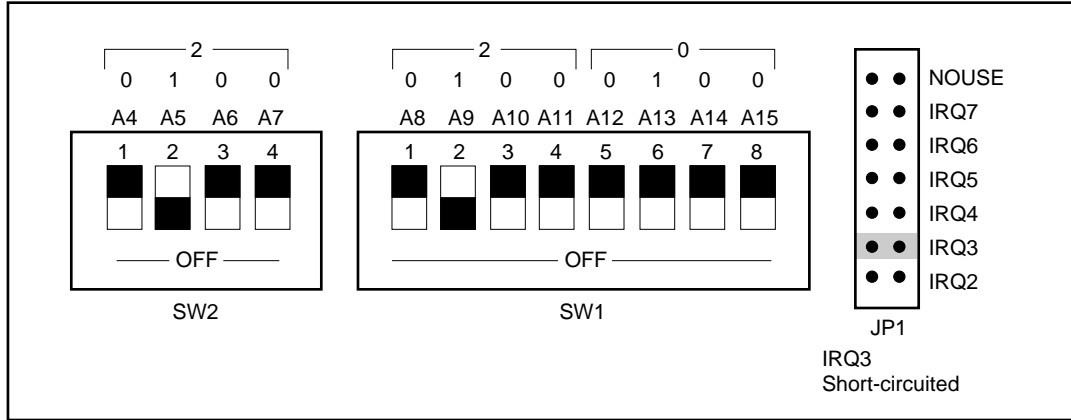 2
0 1 0 0
A4 A5 A6 A7
1 2 3 4
OFF
SW2
2 0
0 1 0 0 0 1 0 0
A8 A9 A10 A11 A12 A13 A14 A15
1 2 3 4 5 6 7 8
OFF
SW1
NOUSE
IRQ7
IRQ6
IRQ5
IRQ4
IRQ3
IRQ2
JP1
IRQ3
Short-circuited